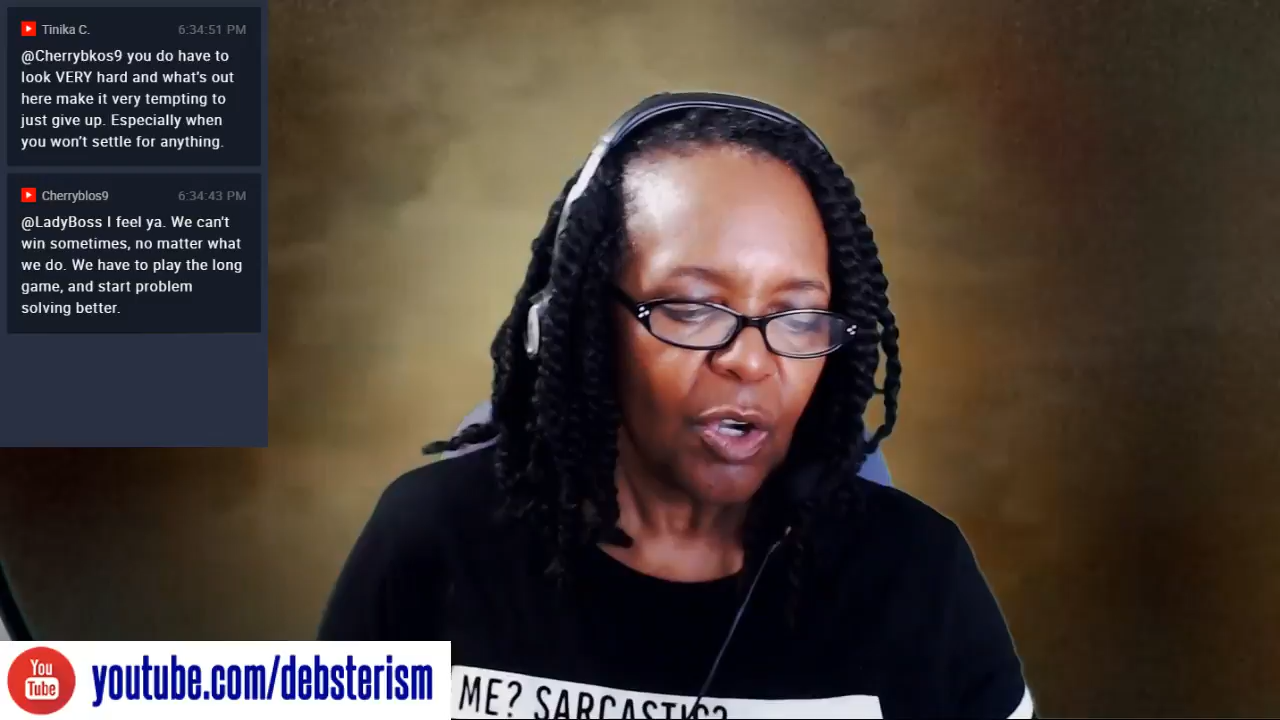 Tinika C. 6:34:51 PM
@Cherrybkos9 you do have to
look VERY hard and what's out
here make it very tempting to
just give up. Especially when
you won't settle for anything.
Cherryblos9 6:34:43 PM
@LadyBoss I feel ya. We can't
win sometimes, no matter what
we do. We have to play the long
game, and start problem
solving better.
You
Tube
youtube.com/debsterism
ME? SARCASTIC?